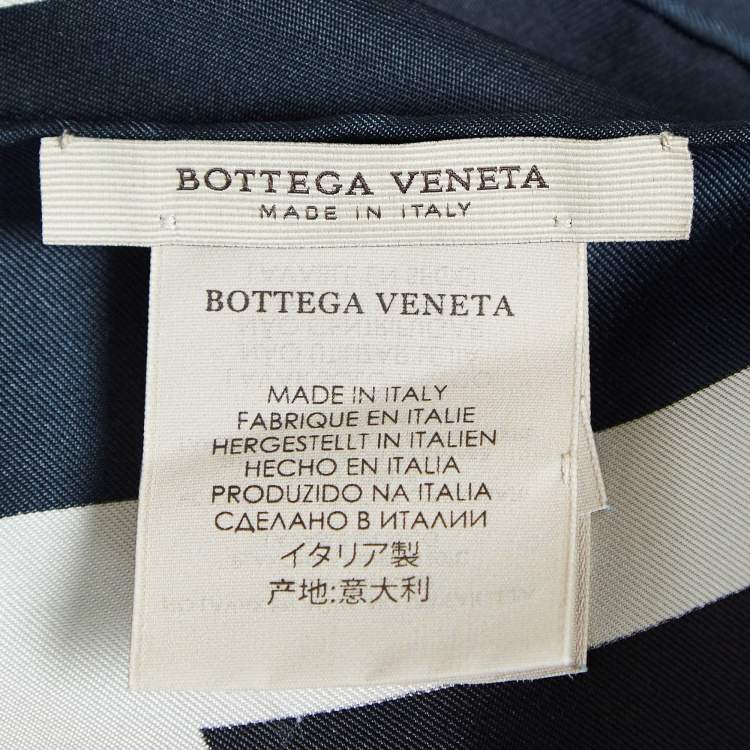 BOTTEGA VENETA
MADE IN ITALY
BOTTEGA VENETA
MADE IN ITALY
FABRIQUE EN ITALIE
HERGESTELLT IN ITALIEN
HECHO EN ITALIA
PRODUZIDO NA ITALIA
СДЕЛАНО В ИТАЛИИ
イタリア製
产地:意大利